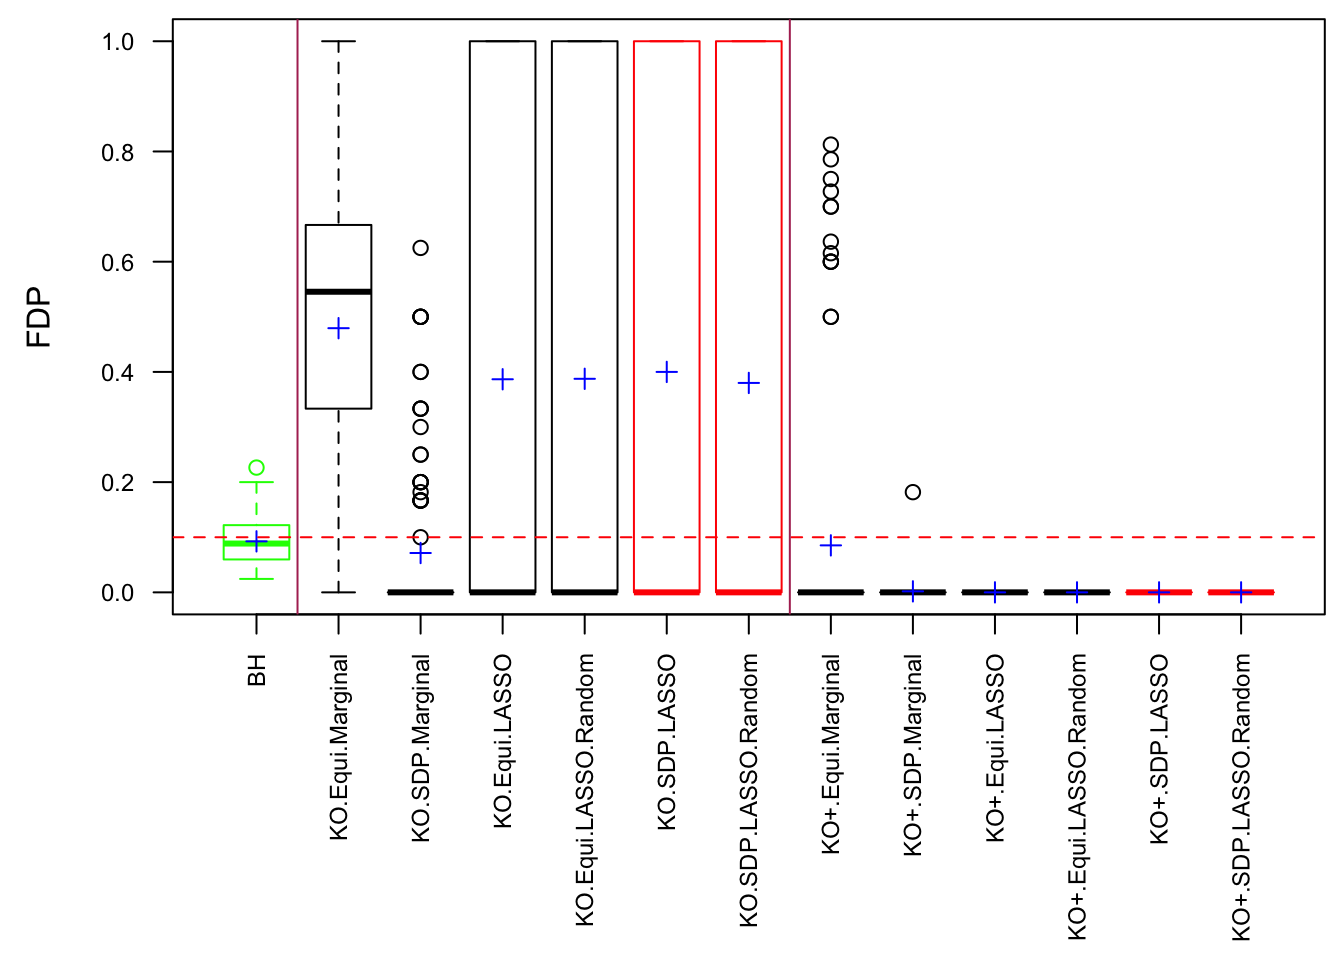 FDP
1.0
0.8
0.6
0.4
0.2
0.0
BH
KO.Equi.Marginal
KO.SDP.Marginal
KO.Equi.LASSO
KO.Equi.LASSO.Random
KO.SDP.LASSO
KO.SDP.LASSO.Random
KO+.Equi.Marginal
KO+.SDP.Marginal
KO+.Equi.LASSO
KO+.Equi.LASSO.Random
KO+.SDP.LASSO
KO+.SDP.LASSO.Random